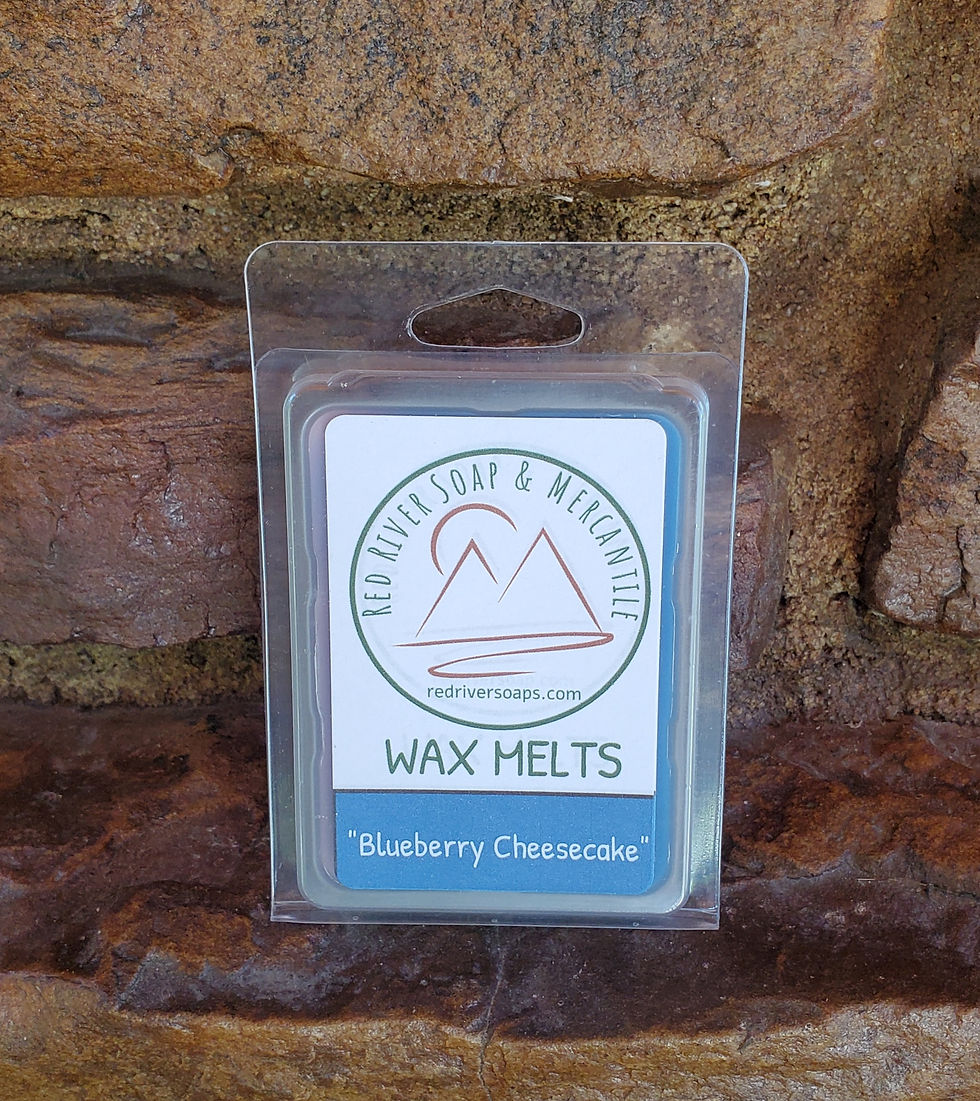 RED RIVER SOAP & MERCANTILE
redriversoaps.com
WAX MELTS
"Blueberry Cheesecake"